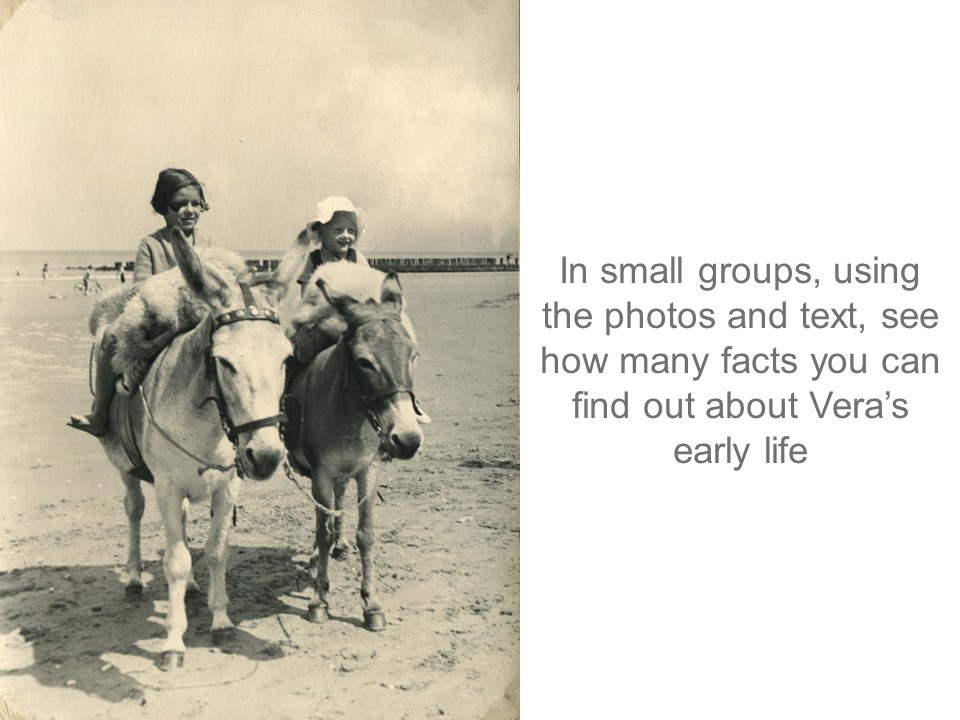 In small groups, using
the photos and text, see
how many facts you can
find out about Vera’s
early life